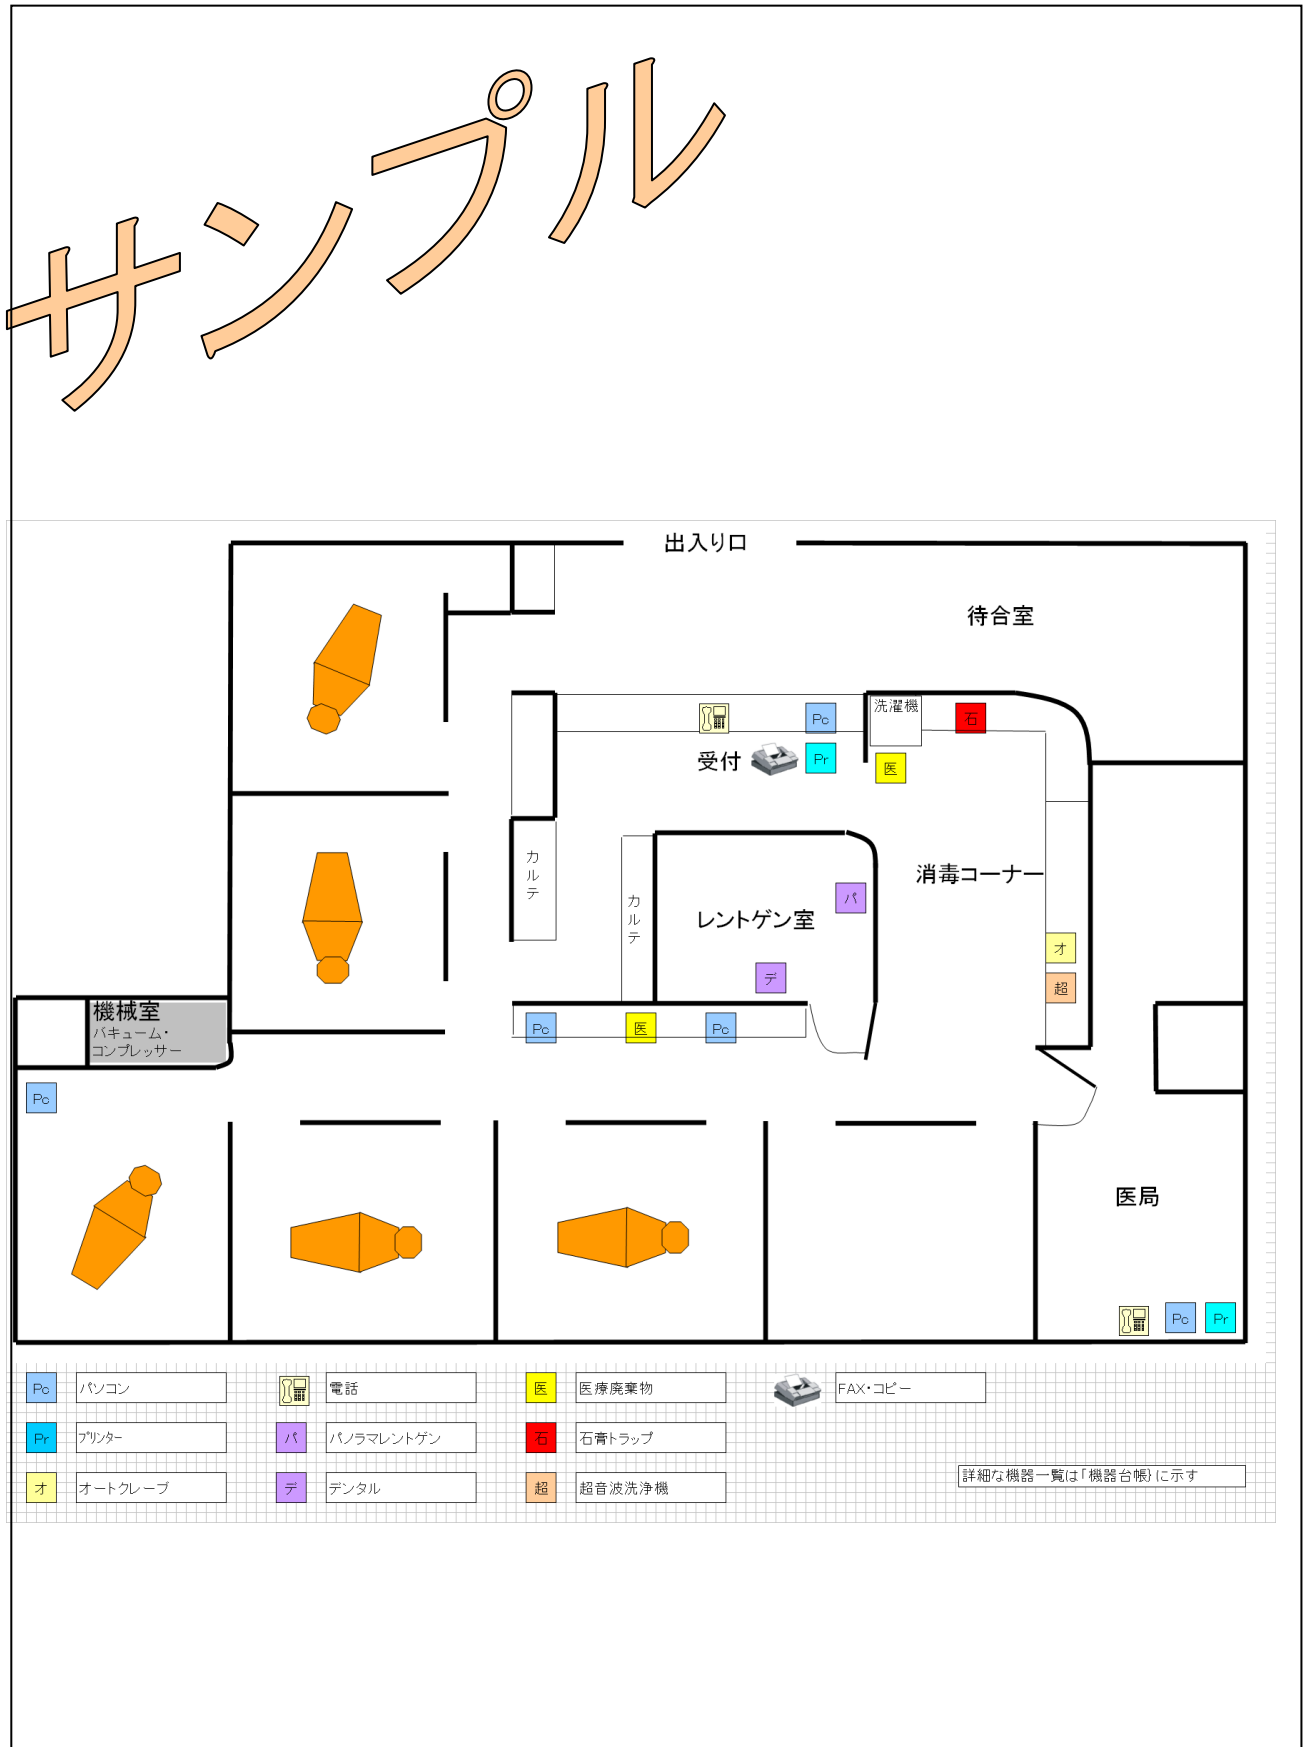 サンプル
出入り口
待合室
洗濯機
Pc
石
受付
Pr
医
カルテ
カルテ
消毒コーナー
パ
レントゲン室
オ
デ
超
機械室
バキューム・
コンプレッサー
Pc
医
Pc
Pc
医局
Pc
Pr
Pc
パソコン
電話
医
医療廃棄物
FAX・コピー
Pr
プリンター
パ
パノラマレントゲン
石
石膏トラップ
オ
オートクレーブ
デ
デンタル
超
超音波洗浄機
詳細な機器一覧は「機器台帳}に示す